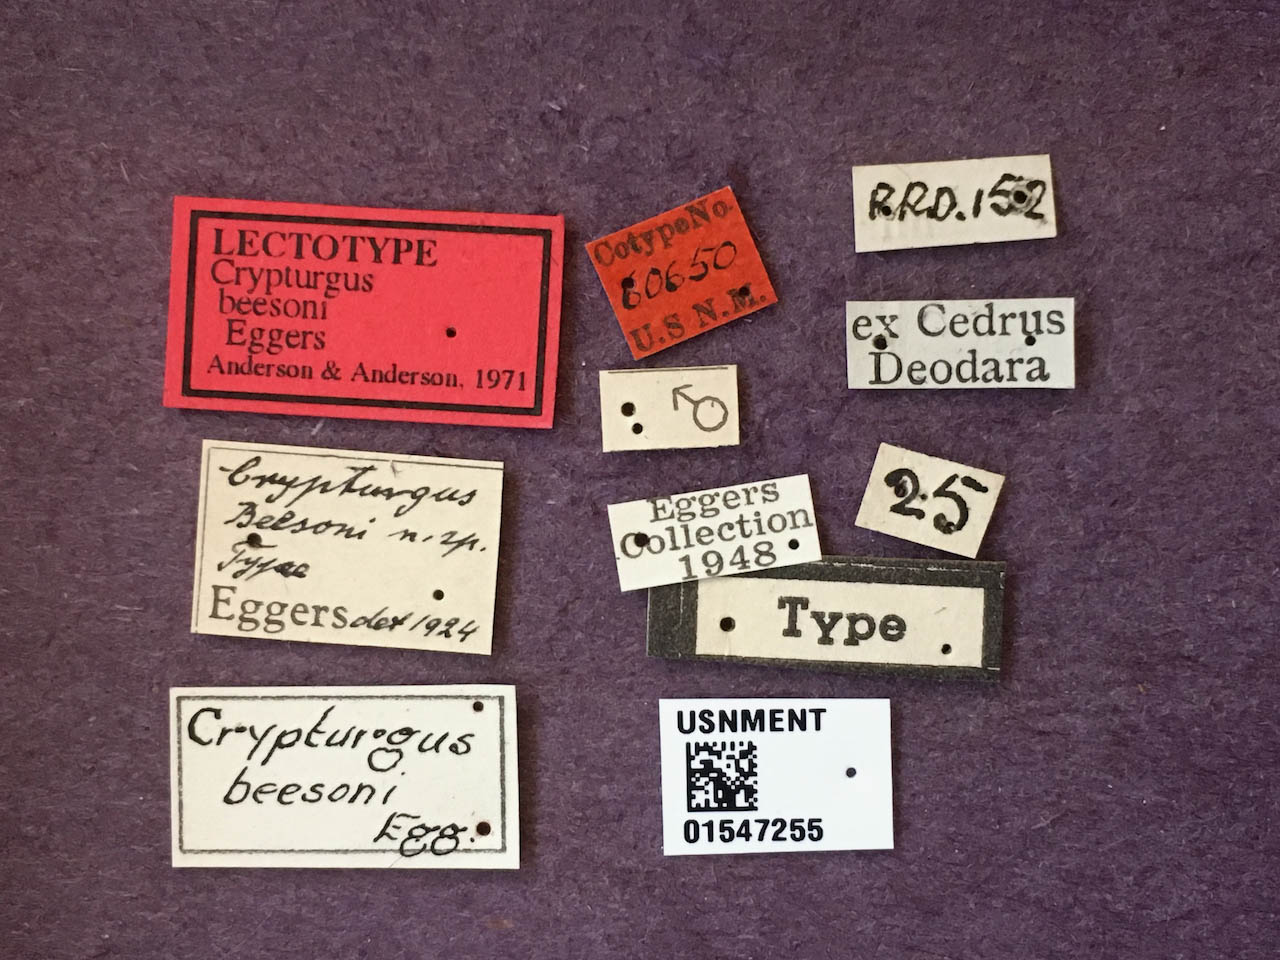 LECTOTYPE
Crypturgus
beesoni
Eggers
Anderson & Anderson, 1971
Cotype No.
60650
U.S N.M.
R.R.D. 152
ex Cedrus
Deodara
♂
Crypturgus
Beesoni n. sp.
Type
Eggers det 1924
Eggers
Collection
1948
25
Type
Crypturgus
beesoni
Egg.
USNMENT
01547255